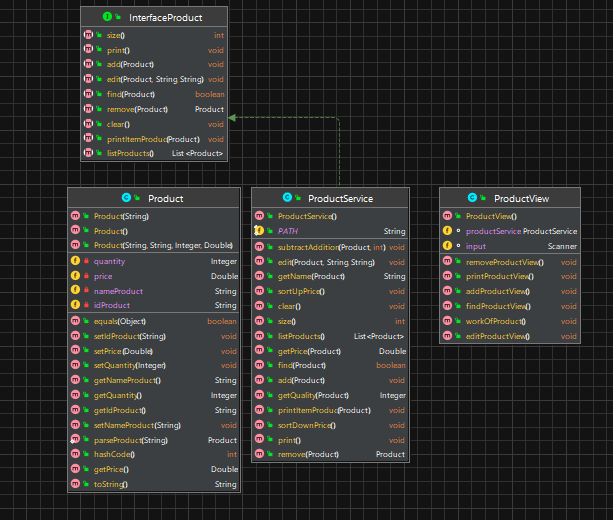 InterfaceProduct
size() int
print() void
add(Product) void
edit(Product, String String) void
find(Product) boolean
remove(Product) Product
clear() void
printItemProduc(Product) void
listProducts() List <Product>
Product
Product(String)
Product()
Product(String, String, Integer, Double)
quantity Integer
price Double
nameProduct String
idProduct String
equals(Object) boolean
setIdProduct(String) void
setPrice(Double) void
setQuantity(Integer) void
getNameProduct() String
getQuantity() Integer
getIdProduct() String
setNameProduct(String) void
parseProduct(String) Product
hashCode() int
getPrice() Double
toString() String
ProductService
ProductService()
PATH String
subtractAddition(Product, int) void
edit(Product, String String) void
getName(Product) String
sortUpPrice() void
clear() void
size() int
listProducts() List<Product>
getPrice(Product) Double
find(Product) boolean
add(Product) void
getQuality(Product) Integer
printItemProduc(Product) void
sortDownPrice() void
print() void
remove(Product) Product
ProductView
ProductView()
productService ProductService
input Scanner
removeProductView() void
printProductView() void
addProductView() void
findProductView() void
workOfProduct() void
editProductView() void